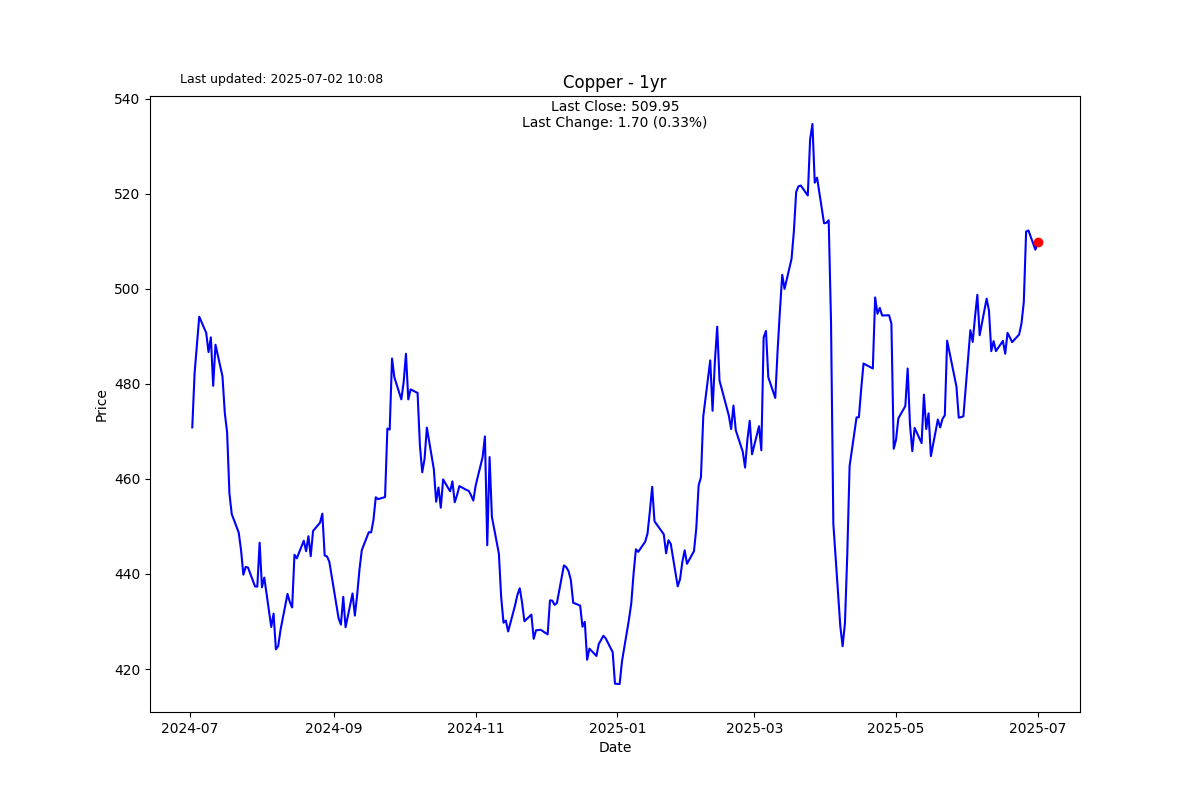 Last updated: 2025-07-02 10:08
Copper - 1yr
Last Close: 509.95
Last Change: 1.70 (0.33%)
Price
540
520
500
480
460
440
420
2024-07 2024-09 2024-11 2025-01 2025-03 2025-05 2025-07
Date